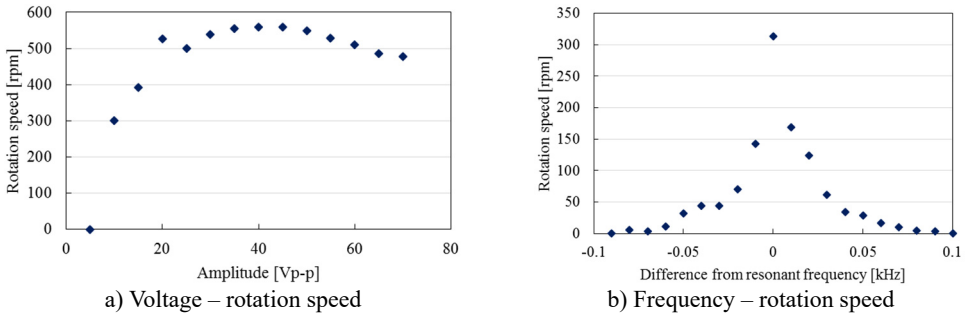 600
500
400
300
200
100
0
Rotation speed [rpm]
0 20 40 60 80
Amplitude [Vp-p]
a) Voltage – rotation speed
350
300
250
200
150
100
50
0
Rotation speed [rpm]
-0.1 -0.05 0 0.05 0.1
Difference from resonant frequency [kHz]
b) Frequency – rotation speed